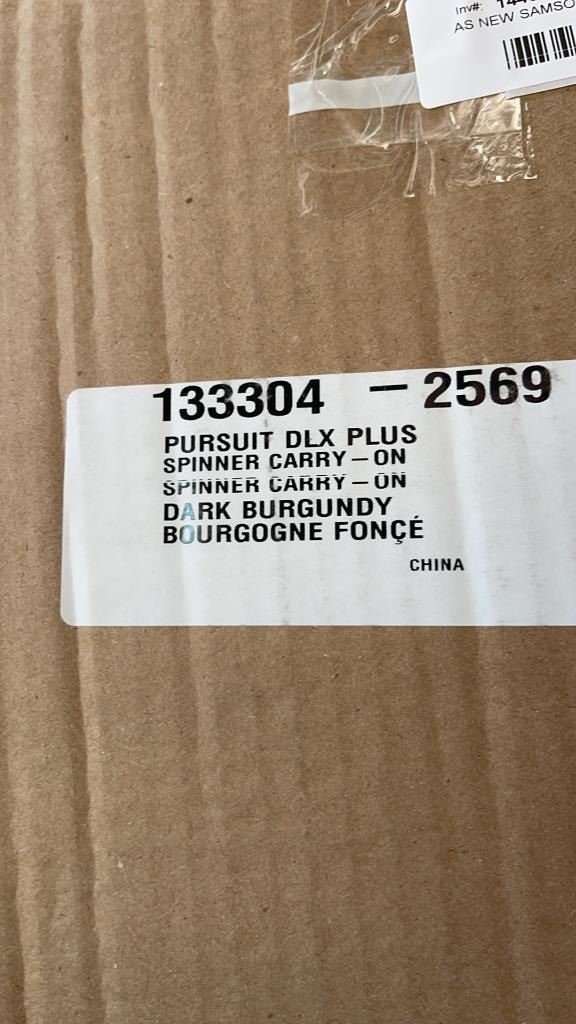 Inv#:
AS NEW SAMSO
133304 - 2569
PURSUIT DLX PLUS
SPINNER CARRY-ON
SPINNER CARRY-ON
DARK BURGUNDY
BOURGOGNE FONÇÉ
CHINA